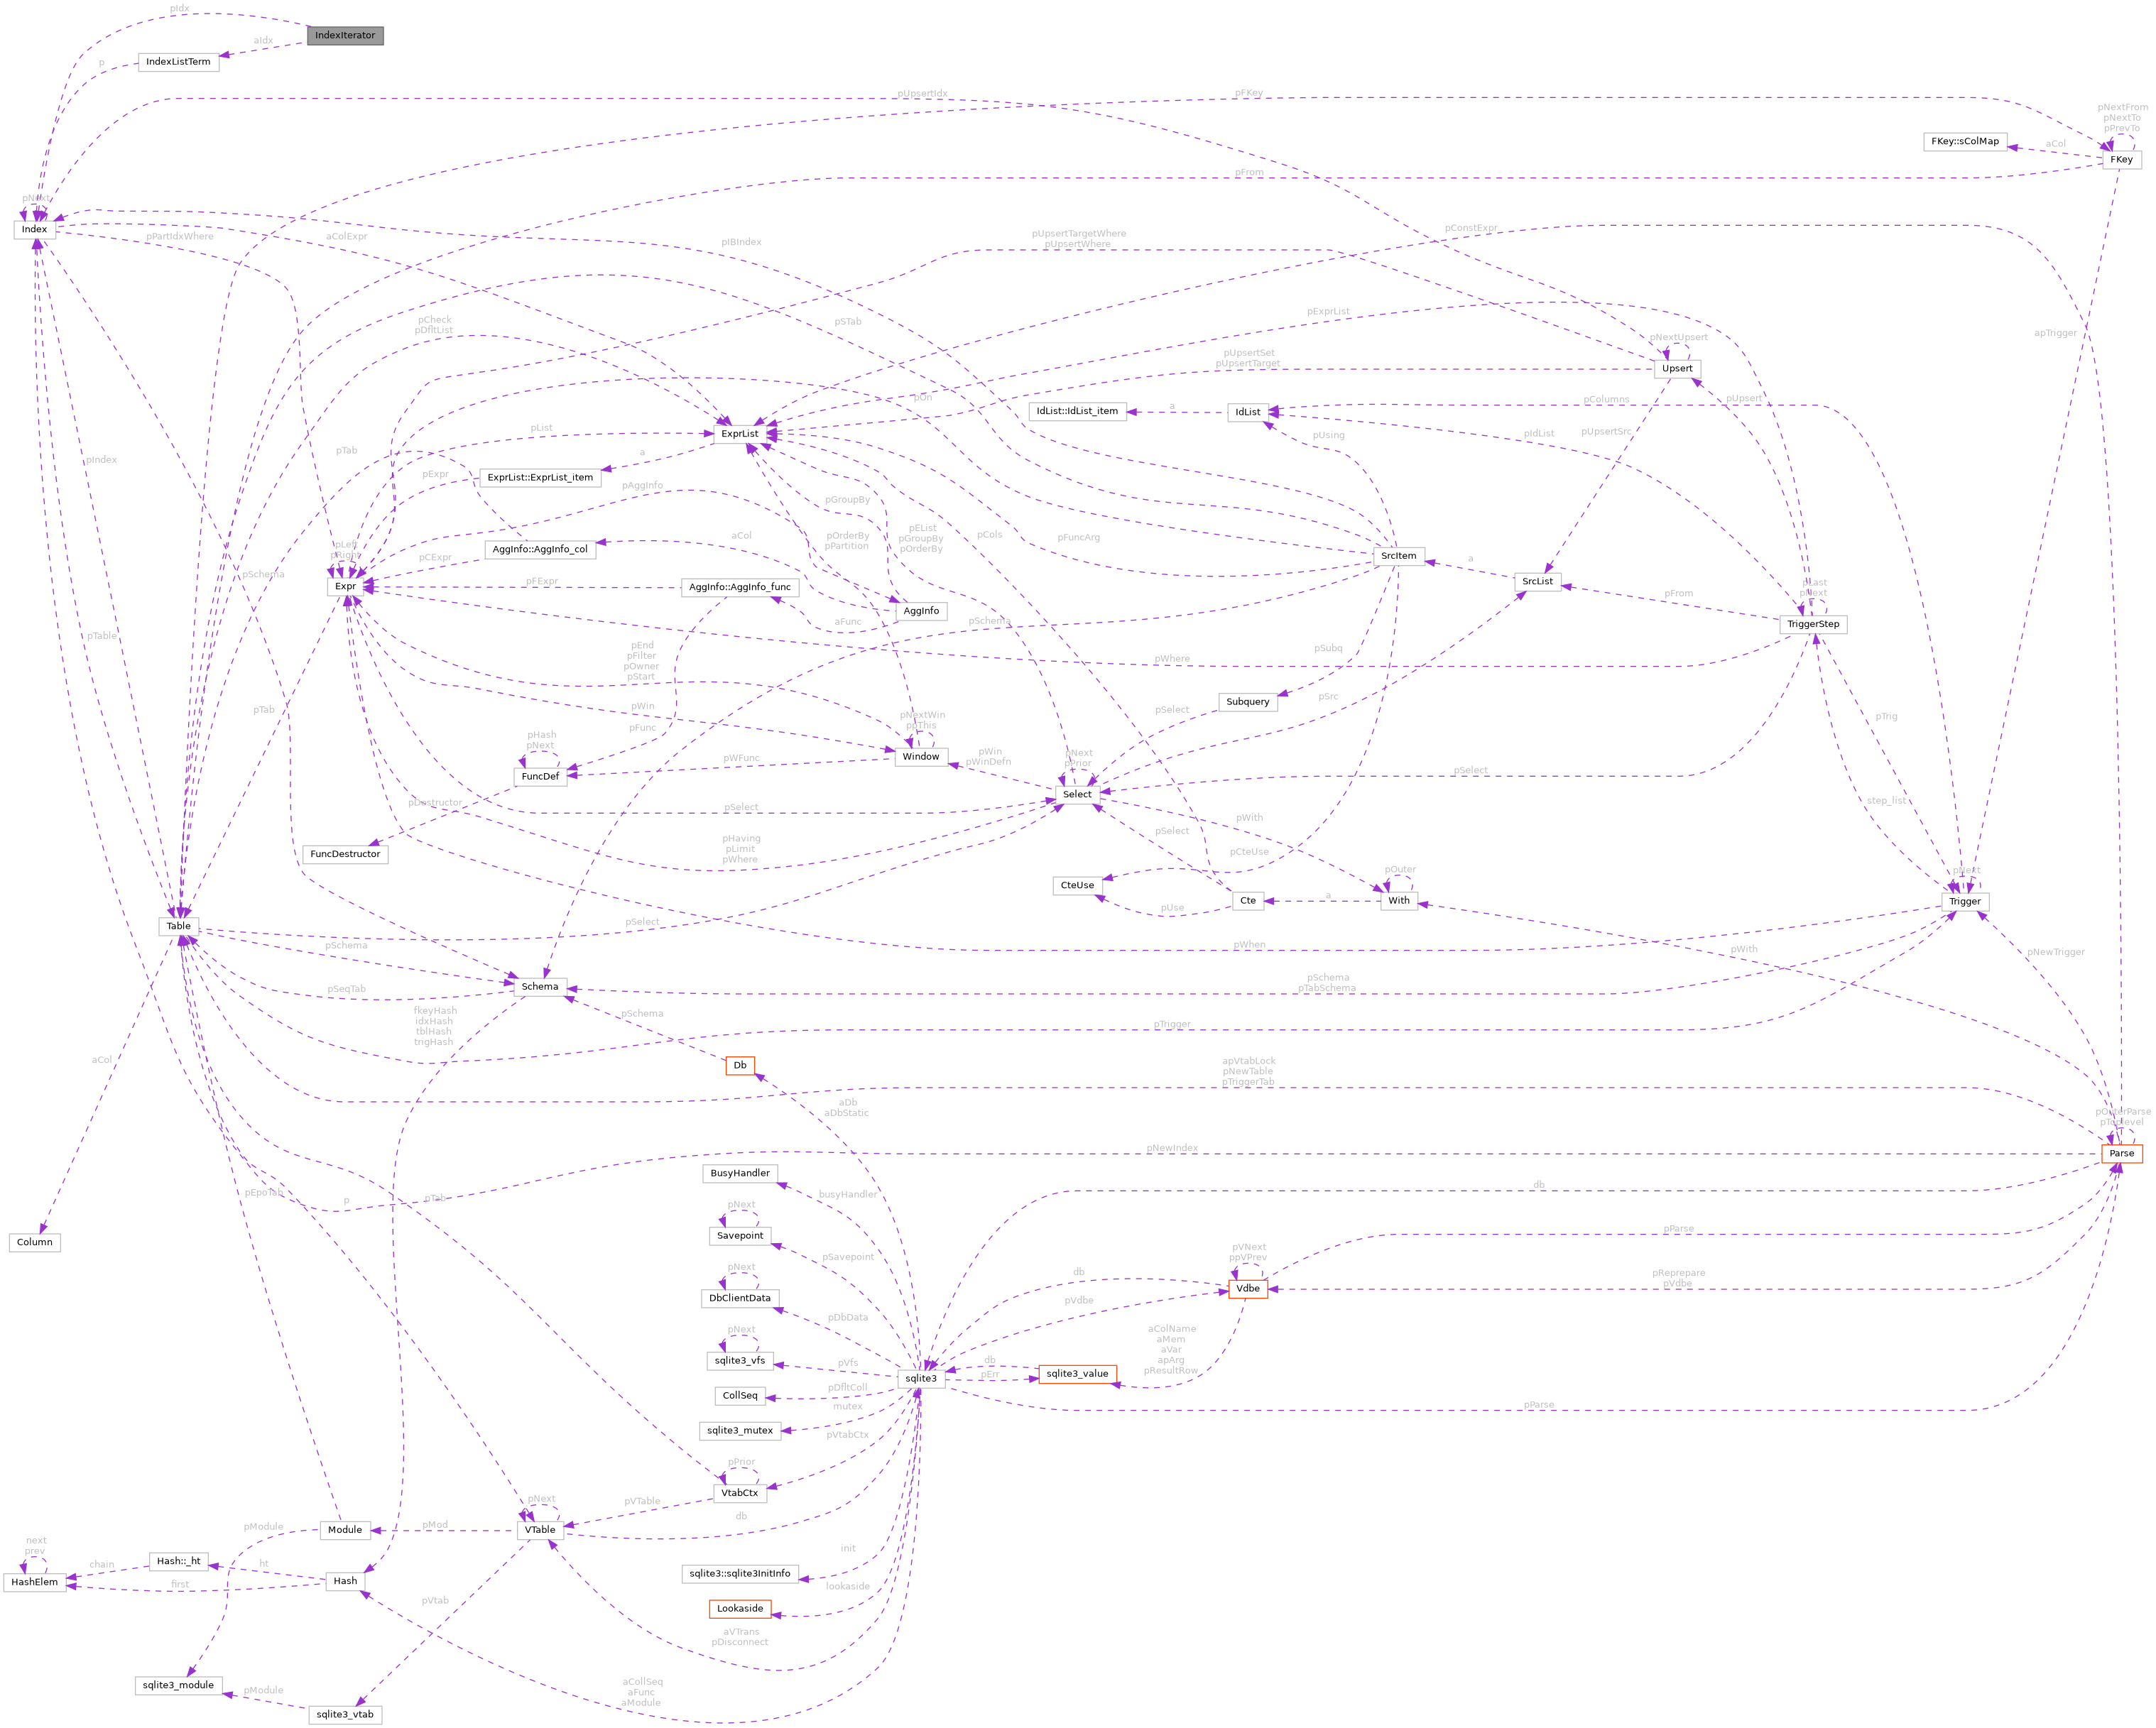 pIdx
IndexIterator
aIdx
IndexListTerm
p
pUpsertIdx
pFKey
pNextFrom
pNextTo
pPrevTo
FKey::sColMap
aCol
FKey
pFrom
pNext
Index
pPartIdxWhere
aColExpr
pIBIndex
pUpsertTargetWhere
pUpsertWhere
pConstExpr
pCheck
pDfltList
pSTab
pExprList
apTrigger
pNextUpsert
pUpsertSet
pUpsertTarget
Upsert
pOn
IdList::IdList_item
a
IdList
pColumns
pUpsert
pList
ExprList
pUsing
pIdList
pUpsertSrc
pTab
pIndex
a
pExpr
ExprList::ExprList_item
pAggInfo
pGroupBy
pEList
pGroupBy
pOrderBy
pCols
pFuncArg
pOrderBy
pPartition
aCol
AggInfo::AggInfo_col
pLeft
pRight
pCExpr
SrcItem
a
SrcList
pSchema
Expr
pFExpr
AggInfo::AggInfo_func
aFunc
AggInfo
pFrom
pLast
pNext
TriggerStep
pTable
pSchema
pEnd
pFilter
pOwner
pStart
pSubq
pWhere
Subquery
pTab
pWin
pFunc
pSelect
pSrc
pTrig
pNextWin
ppThis
pHash
pNext
pWFunc
Window
pWin
pWinDefn
pNext
pPrior
FuncDef
pSelect
Select
pDestructor
pSelect
step_list
pWith
pSelect
FuncDestructor
pHaving
pLimit
pWhere
pCteUse
pOuter
CteUse
pUse
Cte
a
With
pNext
Trigger
Table
pSelect
pSchema
pWhen
pWith
pNewTrigger
Schema
pSeqTab
pSchema
pTabSchema
fkeyHash
idxHash
tblHash
trigHash
pSchema
pTrigger
Db
aCol
apVtabLock
pNewTable
pTriggerTab
aDb
aDbStatic
pOuterParse
pToplevel
Parse
pNewIndex
BusyHandler
busyHandler
db
pEpoTab
p
pTab
pNext
Savepoint
pSavepoint
pParse
Column
pNext
DbClientData
pDbData
db
pVNext
ppVPrev
Vdbe
pReprepare
pVdbe
pVdbe
aColName
aMem
aVar
apArg
pResultRow
pNext
sqlite3_vfs
pVfs
sqlite3
db
pErr
sqlite3_value
CollSeq
pDfltColl
mutex
pParse
sqlite3_mutex
pVtabCtx
pPrior
VtabCtx
pVTable
db
pNext
VTable
pMod
Module
pModule
init
next
prev
HashElem
chain
Hash::_ht
ht
first
Hash
sqlite3::sqlite3InitInfo
lookaside
Lookaside
pVtab
aVTrans
pDisconnect
sqlite3_module
pModule
sqlite3_vtab
aCollSeq
aFunc
aModule